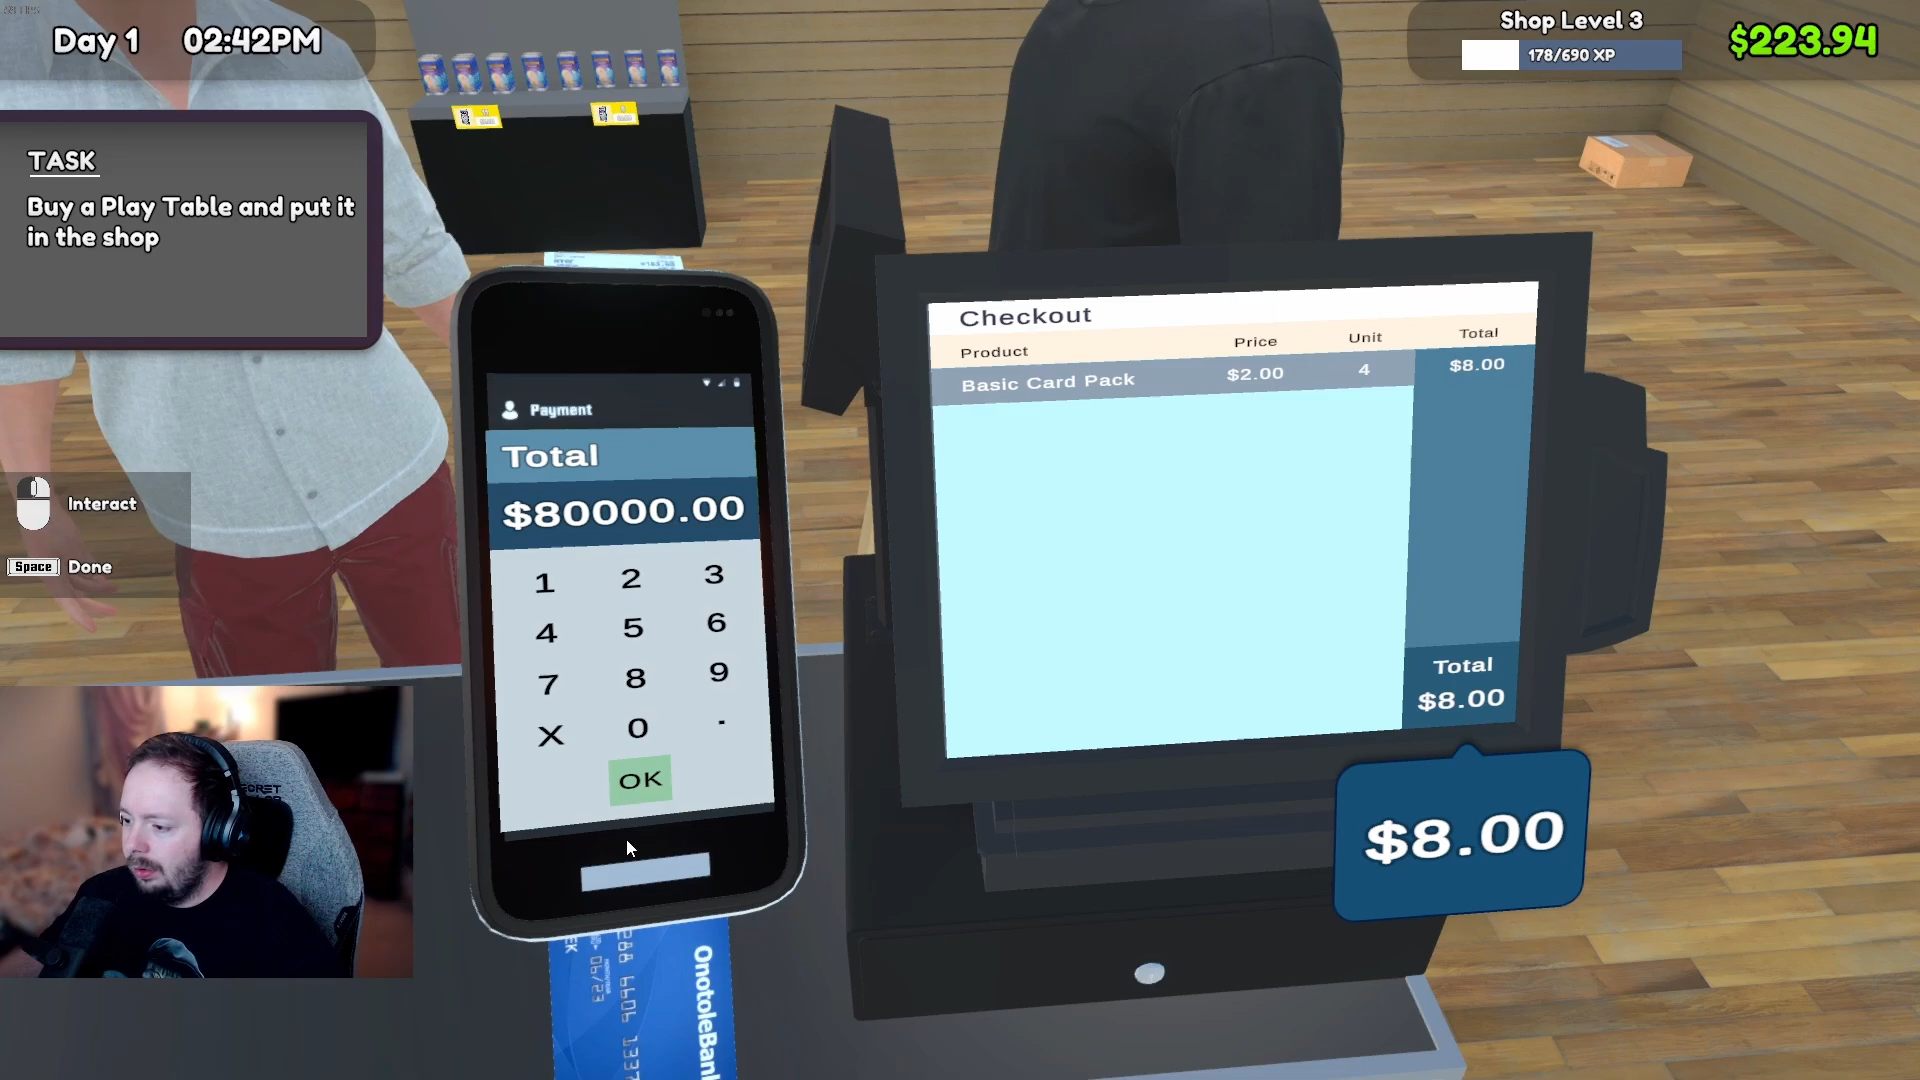 Day 1 02:42PM
Shop Level 3
178/690 XP
$223.94
TASK
Buy a Play Table and put it
in the shop
Interact
Space Done
Payment
Total
$80000.00
1 2 3
4 5 6
7 8 9
X 0 .
OK
Checkout
Product Price Unit Total
Basic Card Pack $2.00 4 $8.00
Total
$8.00
$8.00
OnotoleBank
06/23